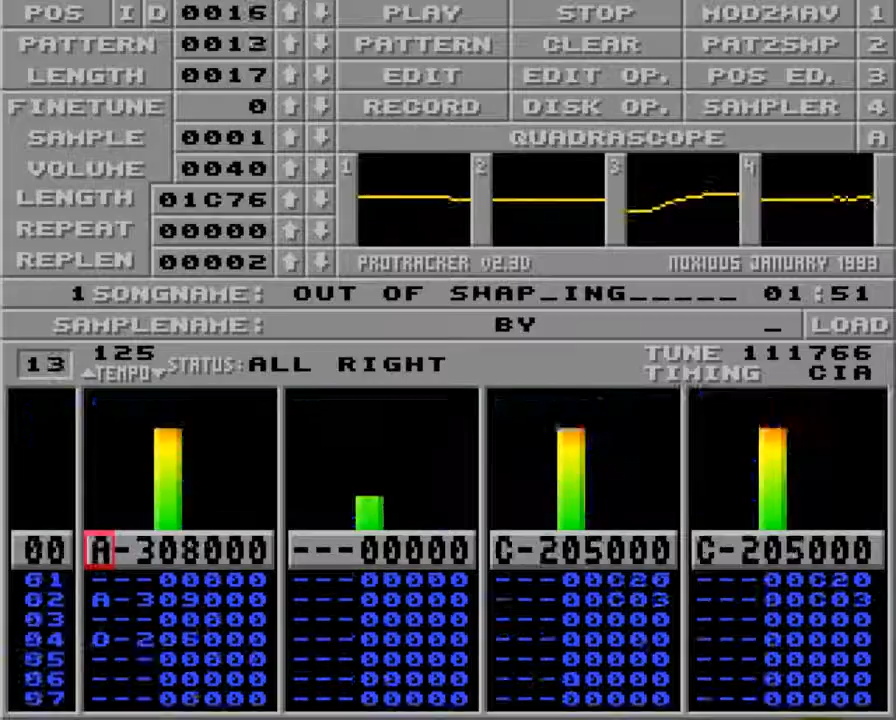 POS I D 0016 PLAY STOP MOD2WAV 1
PATTERN 0013 PATTERN CLEAR PAT2SMP 2
LENGTH 0017 EDIT EDIT OP. POS ED. 3
FINETUNE 0 RECORD DISK OP. SAMPLER 4
SAMPLE 0001 QUADRASCOPE A
VOLUME 0040 1 2 3 4
LENGTH 01C76
REPEAT 00000
REPLEN 00002 PROTRACKER V2.3D NOXIOUS JANUARY 1993
1 SONGNAME: OUT OF SHAP_ING_____ 01:51
SAMPLENAME: BY _ LOAD
13 125 TEMPO STATUS: ALL RIGHT TUNE 111766
TIMING CIA
00 A-308000 ---00000 C-205000 C-205000
01 ---00000 ---00000 ---00C20 ---00C20
02 A-309000 ---00000 ---00C03 ---00C03
03 ---00000 ---00000 ---00000 ---00000
04 ---00000 ---00000 ---00000
05 ---00000 ---00000 ---00000 ---00000
06 ---00000 ---00000 ---00000 ---00000
07 ---00000 ---00000 ---00000 ---00000